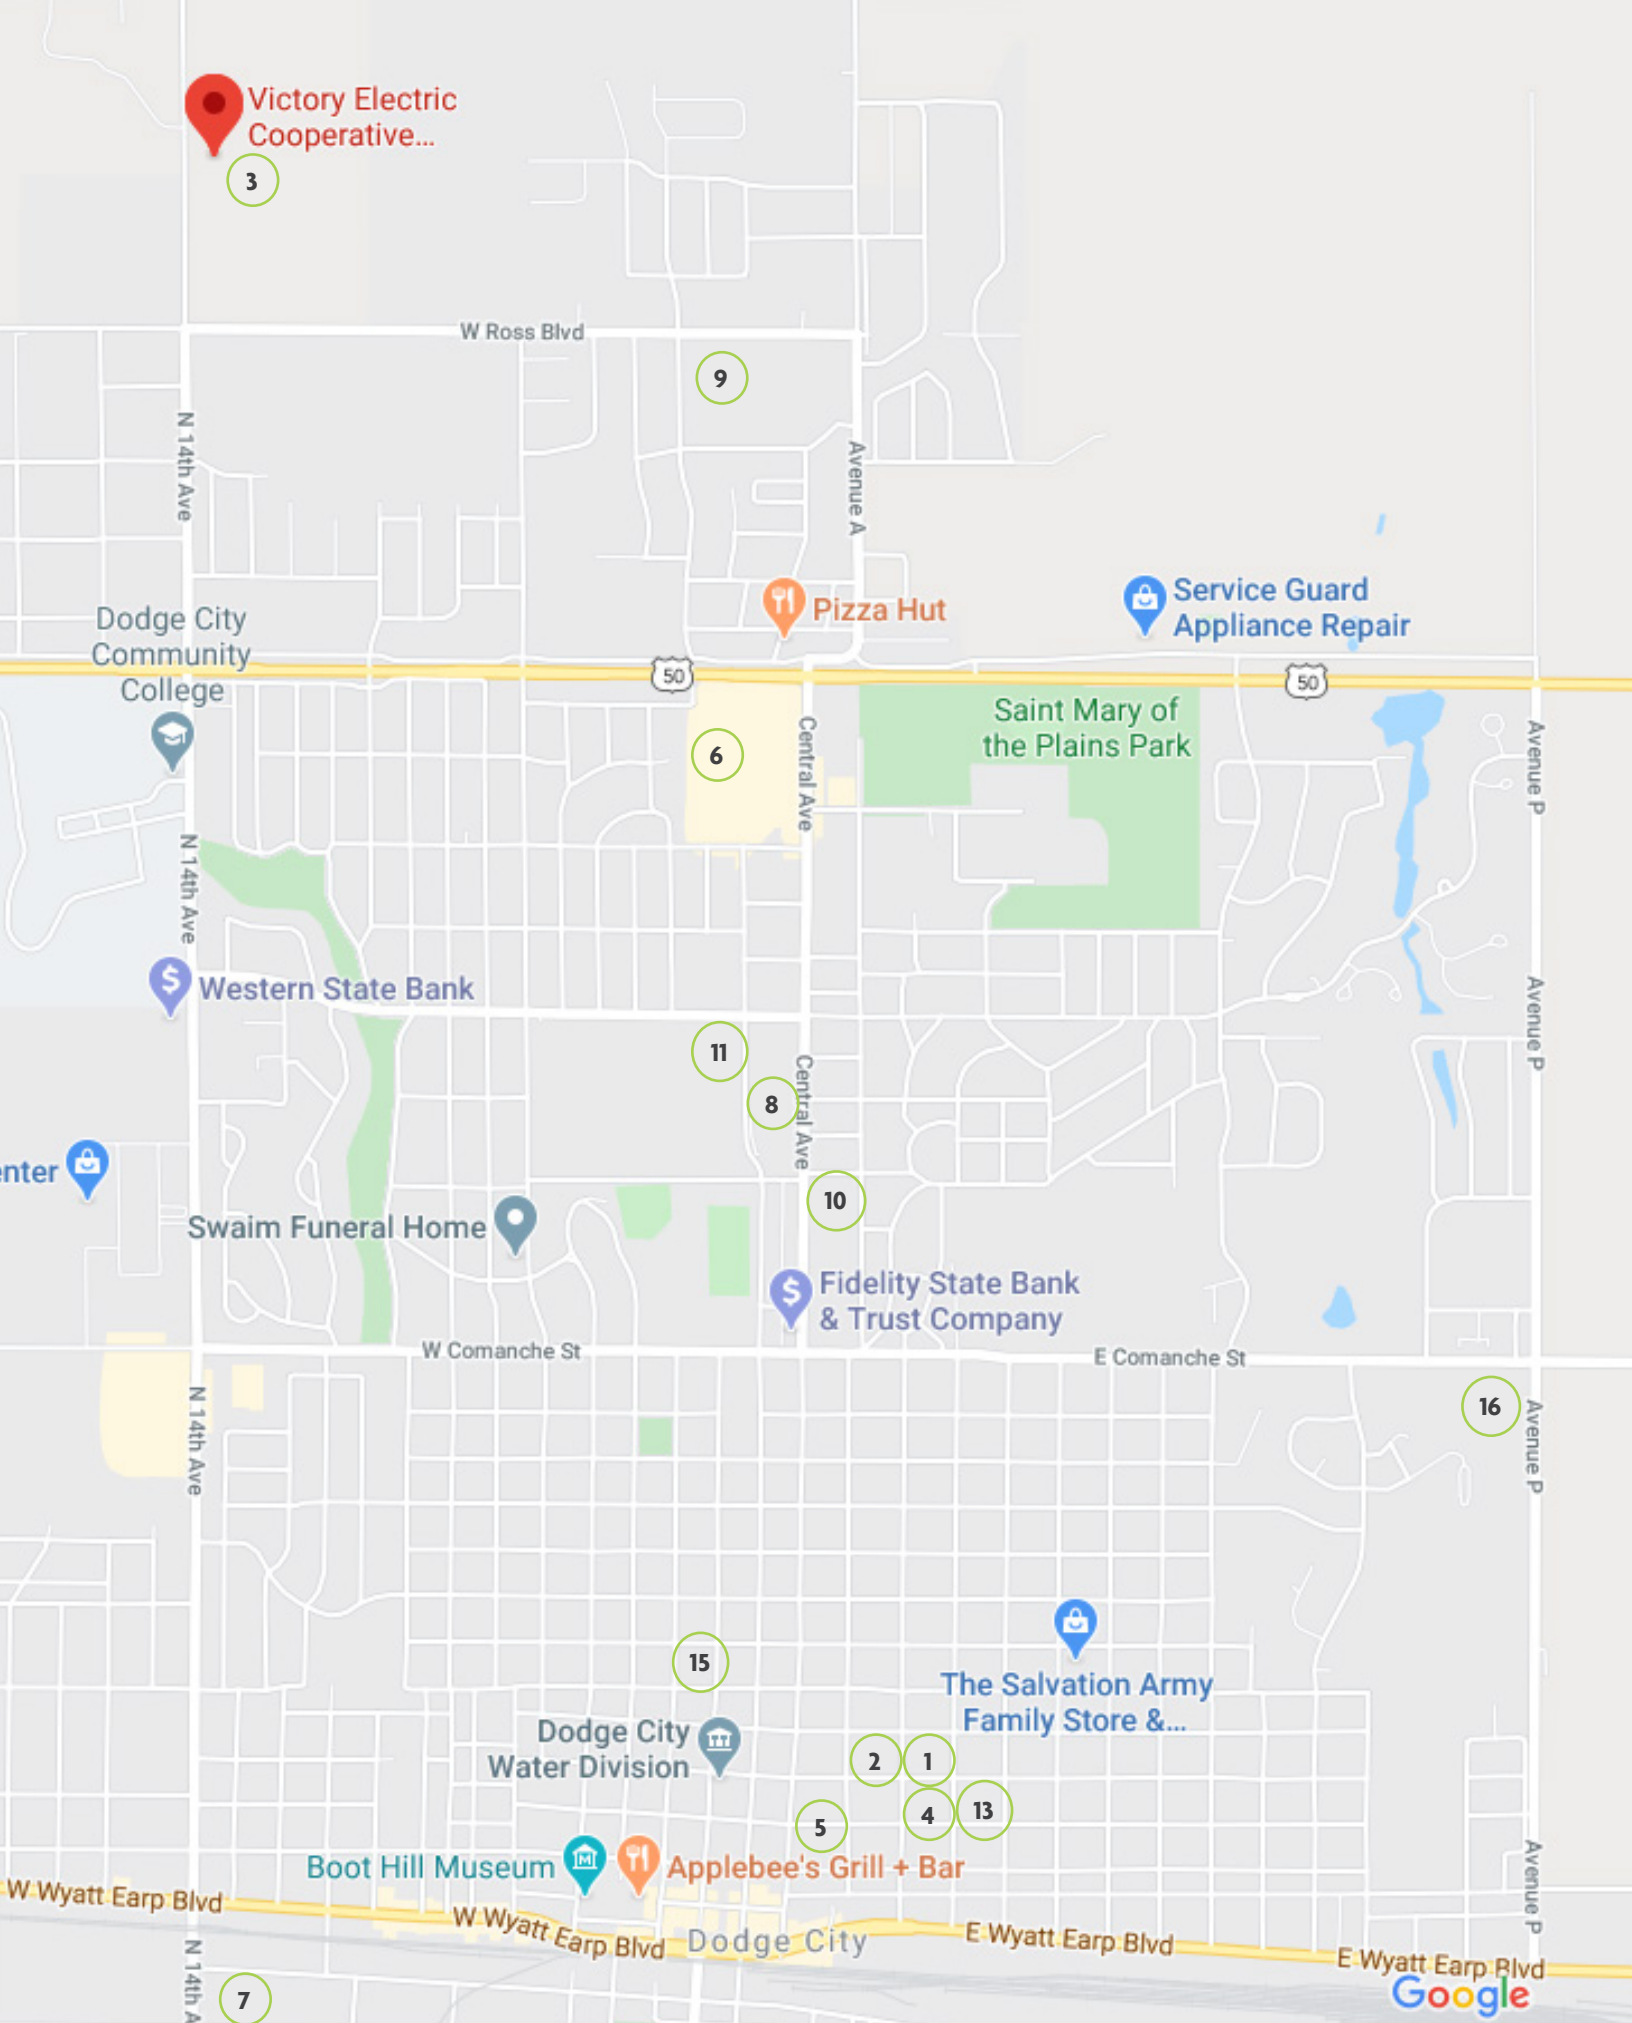 Victory Electric
Cooperative...
3
W Ross Blvd
9
N 14th Ave
Avenue A
Dodge City
Community
College
Pizza Hut
Service Guard
Appliance Repair
50
50
Saint Mary of
the Plains Park
6
Central Ave
Avenue P
N 14th Ave
Western State Bank
Avenue P
11
8
Central Ave
enter
10
Swaim Funeral Home
Fidelity State Bank
& Trust Company
W Comanche St
E Comanche St
N 14th Ave
16
Avenue P
15
The Salvation Army
Family Store &...
Dodge City
Water Division
2
1
5
4
13
Boot Hill Museum
Applebee's Grill + Bar
Avenue P
W Wyatt Earp Blvd
W Wyatt Earp Blvd
Dodge City
E Wyatt Earp Blvd
E Wyatt Earp Blvd
N 14th A
7
Google